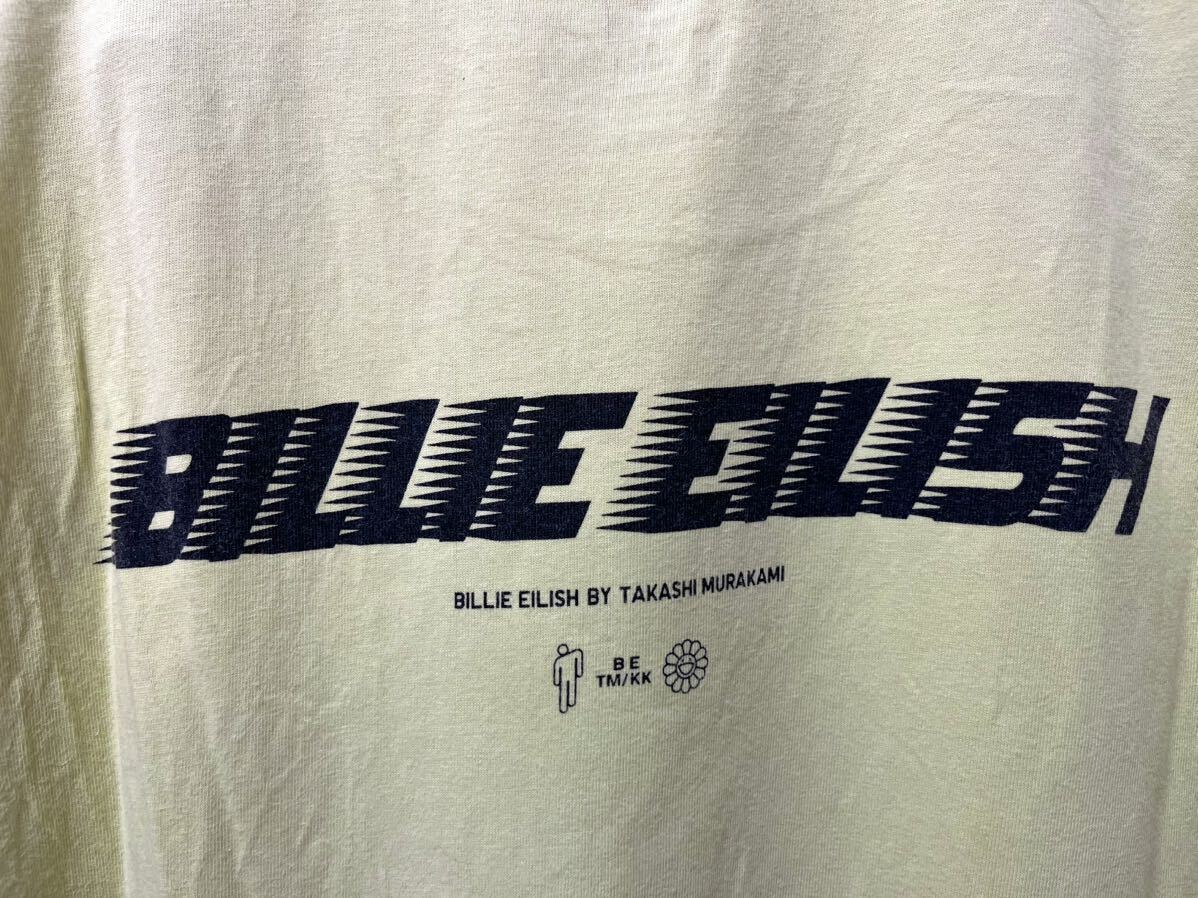 BILLIE EILISH
BILLIE EILISH BY TAKASHI MURAKAMI
BE
TM/KK